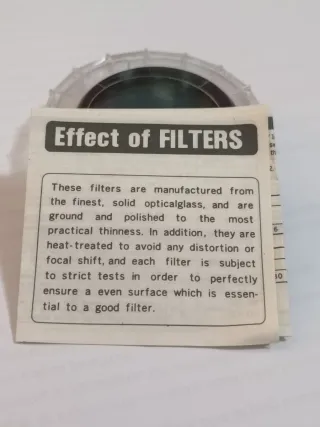 Effect of FILTERS
These filters are manufactured from
the finest, solid opticalglass, and are
ground and polished to the most
practical thinness. In addition, they are
heat-treated to avoid any distortion or
focal shift, and each filter is subject
to strict tests in order to perfectly
ensure a even surface which is essen-
tial to a good filter.